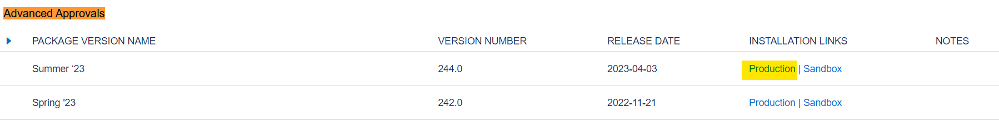 Advanced Approvals
PACKAGE VERSION NAME VERSION NUMBER RELEASE DATE INSTALLATION LINKS NOTES
Summer ‘23 244.0 2023-04-03 Production | Sandbox
Spring '23 242.0 2022-11-21 Production | Sandbox